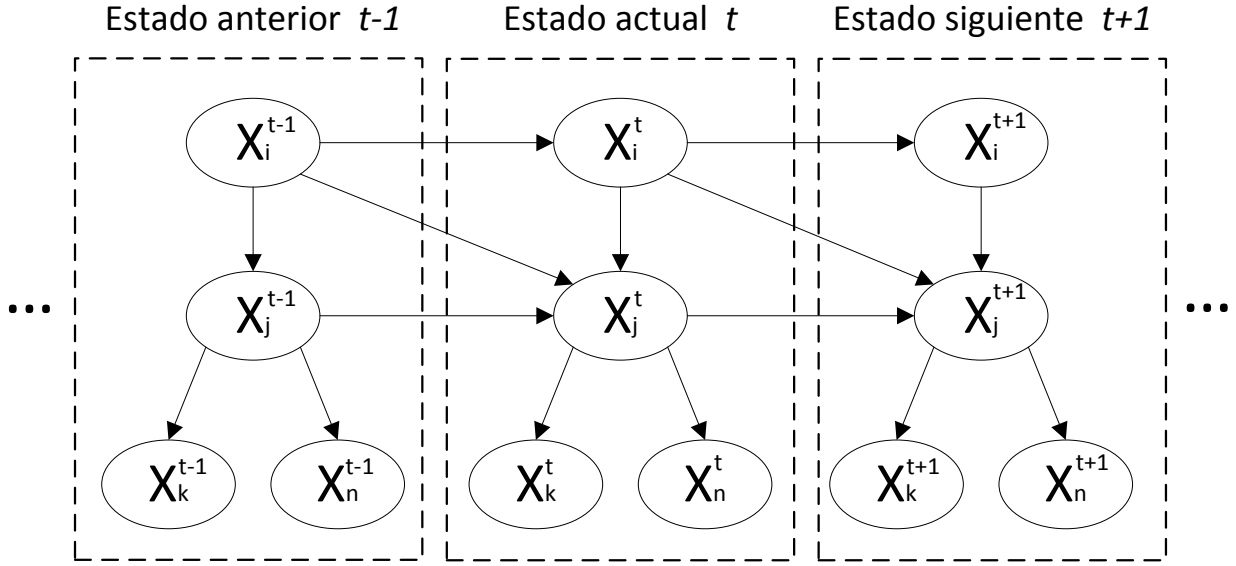 Estado anterior t-1 Estado actual t Estado siguiente t+1
X_i^{t-1} X_i^t X_i^{t+1}
X_j^{t-1} X_j^t X_j^{t+1}
... ...
X_k^{t-1} X_n^{t-1} X_k^t X_n^t X_k^{t+1} X_n^{t+1}